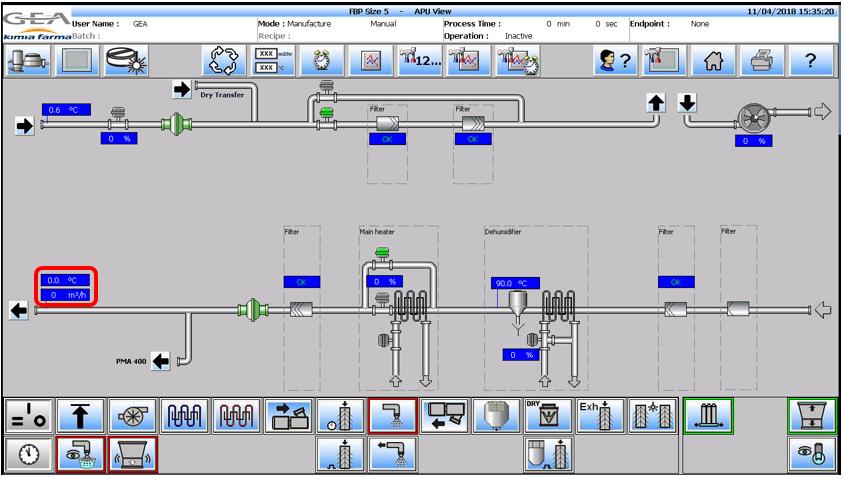 GEA
kimia farma
FBP Size 5 - APU View
11/04/2018 15:35:20
User Name : GEA
Mode : Manufacture Manual
Process Time : 0 min 0 sec
Endpoint : None
Batch :
Recipe :
Operation : Inactive
XXX m3/hr
XXX °C
12...
?
?
Dry Transfer
0.6 ºC
0 %
Filter
OK
Filter
OK
0 %
Filter
OK
Main heater
0 %
Dehumidifier
90.0 ºC
0 %
Filter
OK
Filter
0.0 ºC
0 m³/h
PMA 400
DRY
Exh